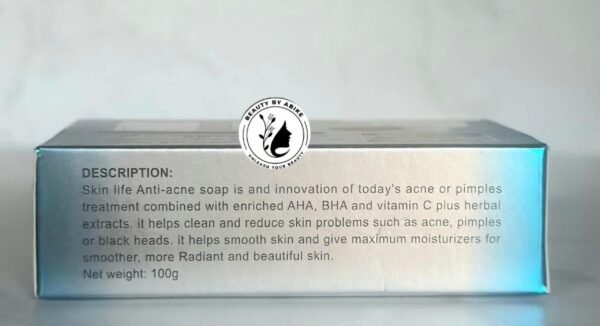 BEAUTY BY ABIKE
UNLEASH YOUR BEAUTY
DESCRIPTION:
Skin life Anti-acne soap is and innovation of today's acne or pimples
treatment combined with enriched AHA, BHA and vitamin C plus herbal
extracts. it helps clean and reduce skin problems such as acne, pimples
or black heads. it helps smooth skin and give maximum moisturizers for
smoother, more Radiant and beautiful skin.
Net weight: 100g